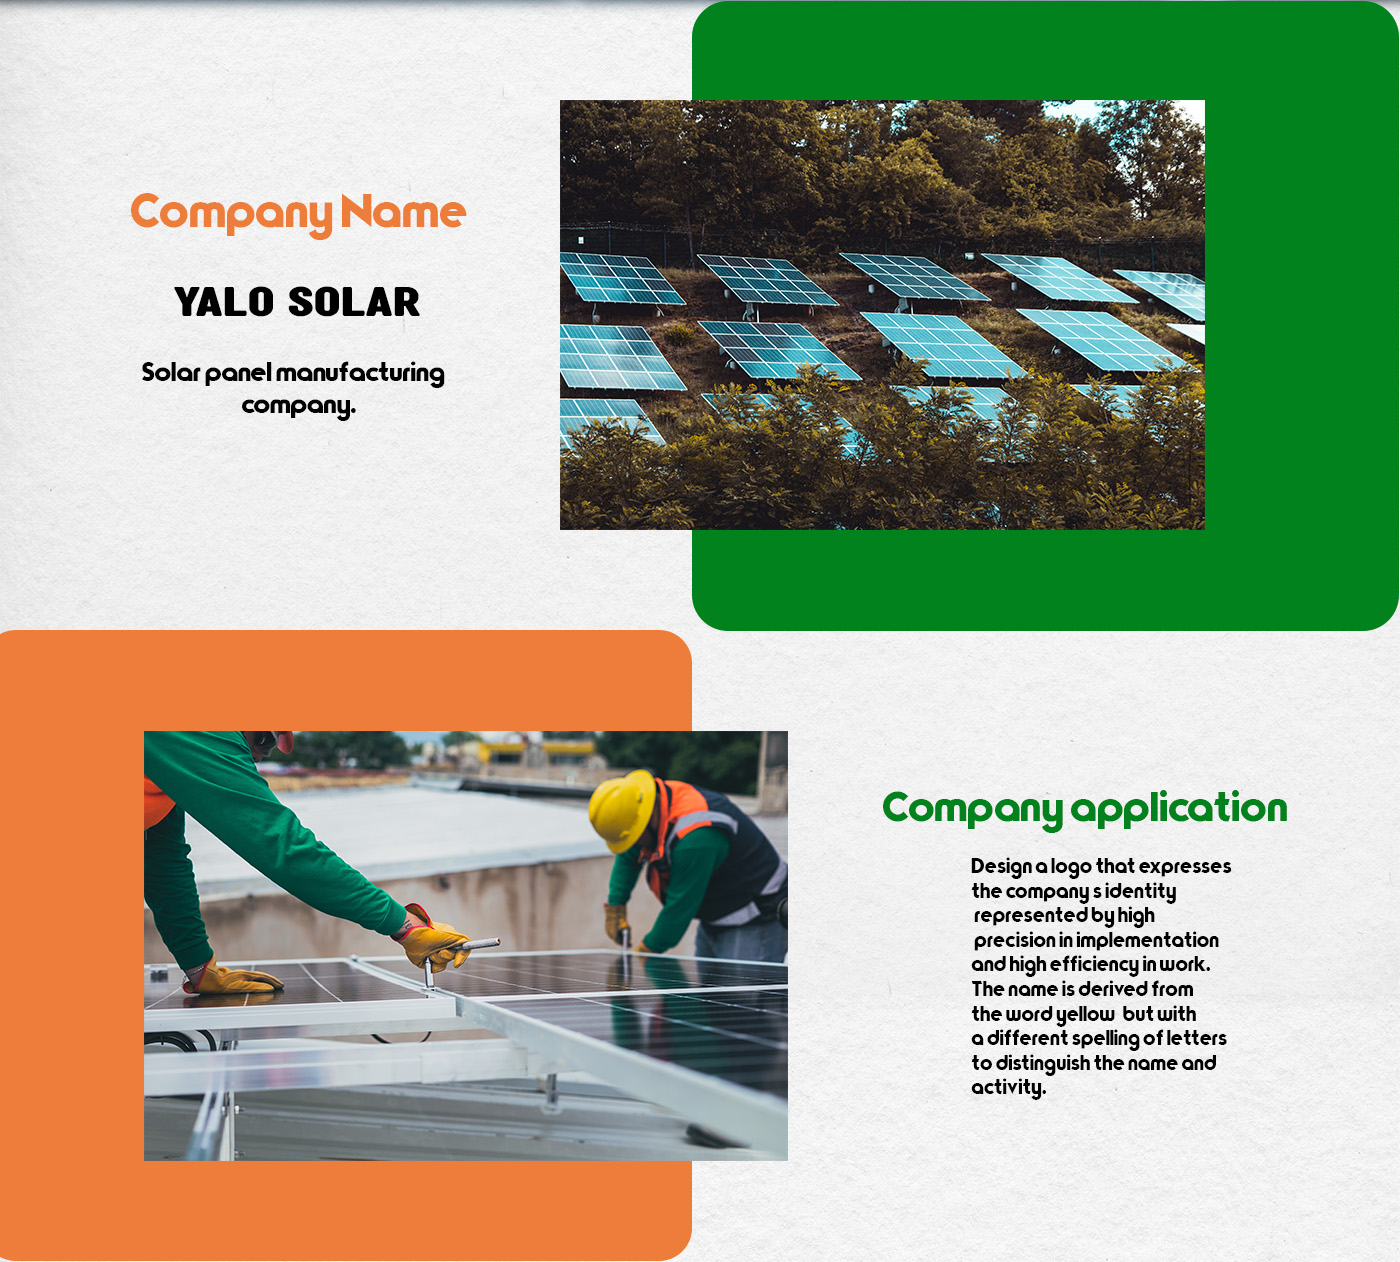 Company Name
YALO SOLAR
Solar panel manufacturing
company.
Company application
Design a logo that expresses
the company s identity
represented by high
precision in implementation
and high efficiency in work.
The name is derived from
the word yellow but with
a different spelling of letters
to distinguish the name and
activity.